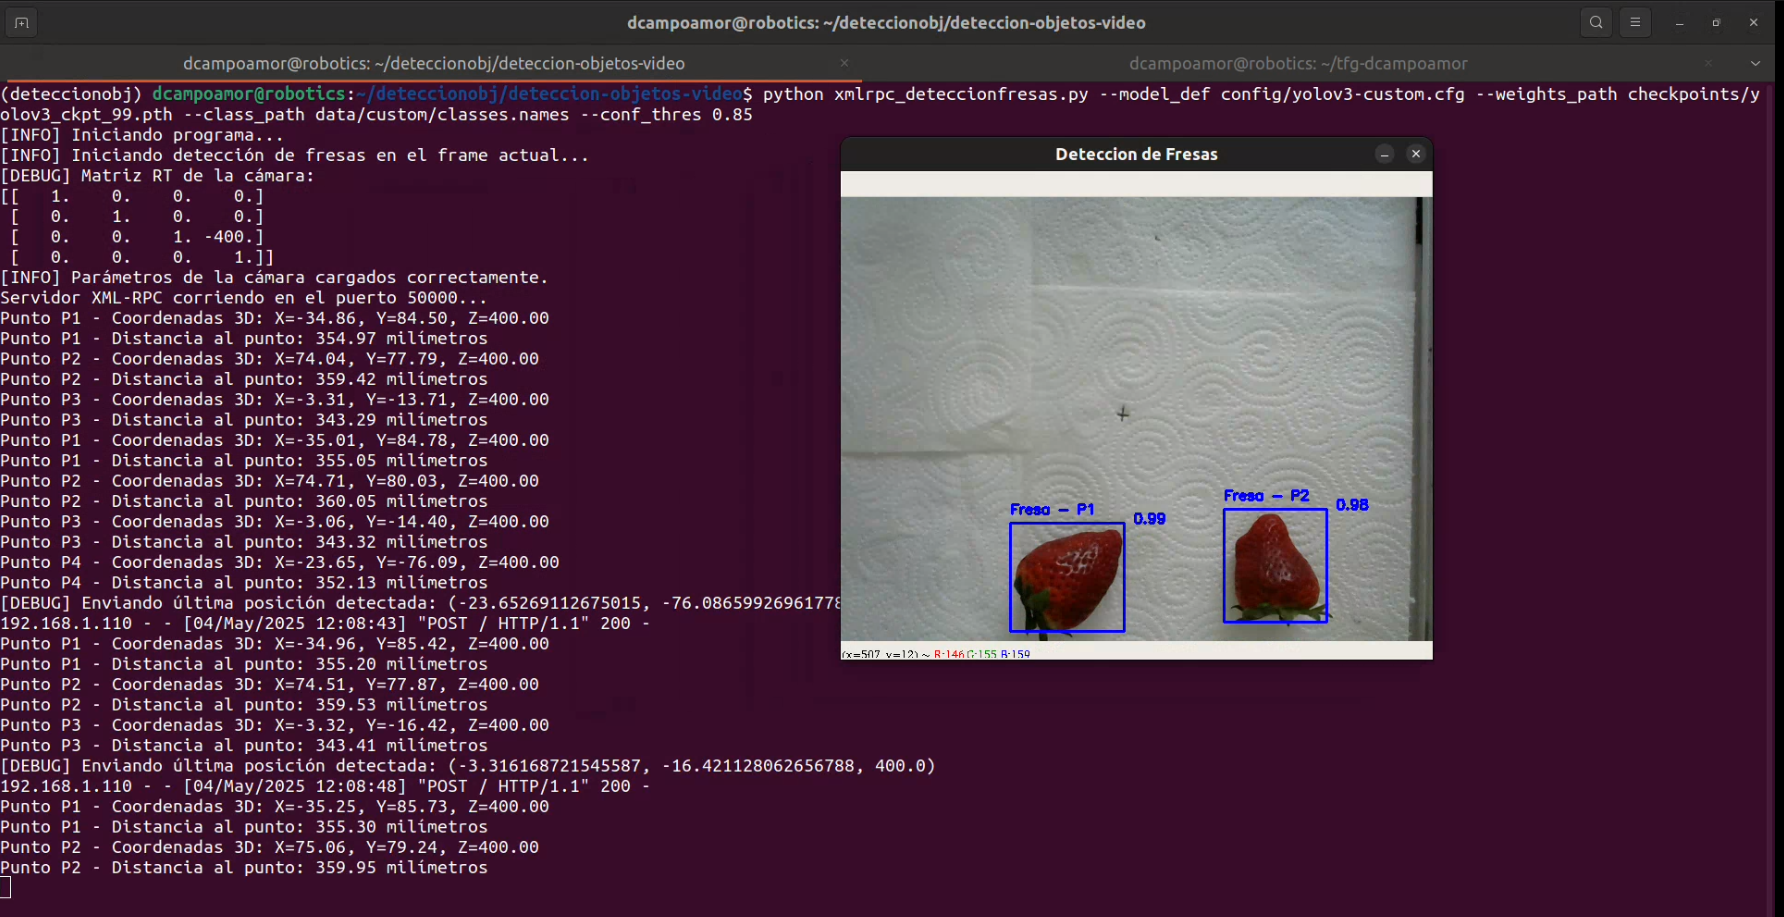 dcampoamor@robotics: ~/deteccionobj/deteccion-objetos-video
dcampoamor@robotics: ~/deteccionobj/deteccion-objetos-video
dcampoamor@robotics: ~/tfg-dcampoamor
(deteccionobj) dcampoamor@robotics:~/deteccionobj/deteccion-objetos-video$ python xmlrpc_deteccionfresas.py --model_def config/yolov3-custom.cfg --weights_path checkpoints/y
olov3_ckpt_99.pth --class_path data/custom/classes.names --conf_thres 0.85
[INFO] Iniciando programa...
[INFO] Iniciando detección de fresas en el frame actual...
[DEBUG] Matriz RT de la cámara:
[[   1.    0.    0.    0.]
 [   0.    1.    0.    0.]
 [   0.    0.    1. -400.]
 [   0.    0.    0.    1.]]
[INFO] Parámetros de la cámara cargados correctamente.
Servidor XML-RPC corriendo en el puerto 50000...
Punto P1 - Coordenadas 3D: X=-34.86, Y=84.50, Z=400.00
Punto P1 - Distancia al punto: 354.97 milímetros
Punto P2 - Coordenadas 3D: X=74.04, Y=77.79, Z=400.00
Punto P2 - Distancia al punto: 359.42 milímetros
Punto P3 - Coordenadas 3D: X=-3.31, Y=-13.71, Z=400.00
Punto P3 - Distancia al punto: 343.29 milímetros
Punto P1 - Coordenadas 3D: X=-35.01, Y=84.78, Z=400.00
Punto P1 - Distancia al punto: 355.05 milímetros
Punto P2 - Coordenadas 3D: X=74.71, Y=80.03, Z=400.00
Punto P2 - Distancia al punto: 360.05 milímetros
Punto P3 - Coordenadas 3D: X=-3.06, Y=-14.40, Z=400.00
Punto P3 - Distancia al punto: 343.32 milímetros
Punto P4 - Coordenadas 3D: X=-23.65, Y=-76.09, Z=400.00
Punto P4 - Distancia al punto: 352.13 milímetros
[DEBUG] Enviando última posición detectada: (-23.65269112675015, -76.08659926961778
192.168.1.110 - - [04/May/2025 12:08:43] "POST / HTTP/1.1" 200 -
Punto P1 - Coordenadas 3D: X=-34.96, Y=85.42, Z=400.00
Punto P1 - Distancia al punto: 355.20 milímetros
Punto P2 - Coordenadas 3D: X=74.51, Y=77.87, Z=400.00
Punto P2 - Distancia al punto: 359.53 milímetros
Punto P3 - Coordenadas 3D: X=-3.32, Y=-16.42, Z=400.00
Punto P3 - Distancia al punto: 343.41 milímetros
[DEBUG] Enviando última posición detectada: (-3.316168721545587, -16.421128062656788, 400.0)
192.168.1.110 - - [04/May/2025 12:08:48] "POST / HTTP/1.1" 200 -
Punto P1 - Coordenadas 3D: X=-35.25, Y=85.73, Z=400.00
Punto P1 - Distancia al punto: 355.30 milímetros
Punto P2 - Coordenadas 3D: X=75.06, Y=79.24, Z=400.00
Punto P2 - Distancia al punto: 359.95 milímetros
Deteccion de Fresas
Fresa - P1 0.99
Fresa - P2 0.98
(x=507, y=12) ~ R:146 G:155 B:159